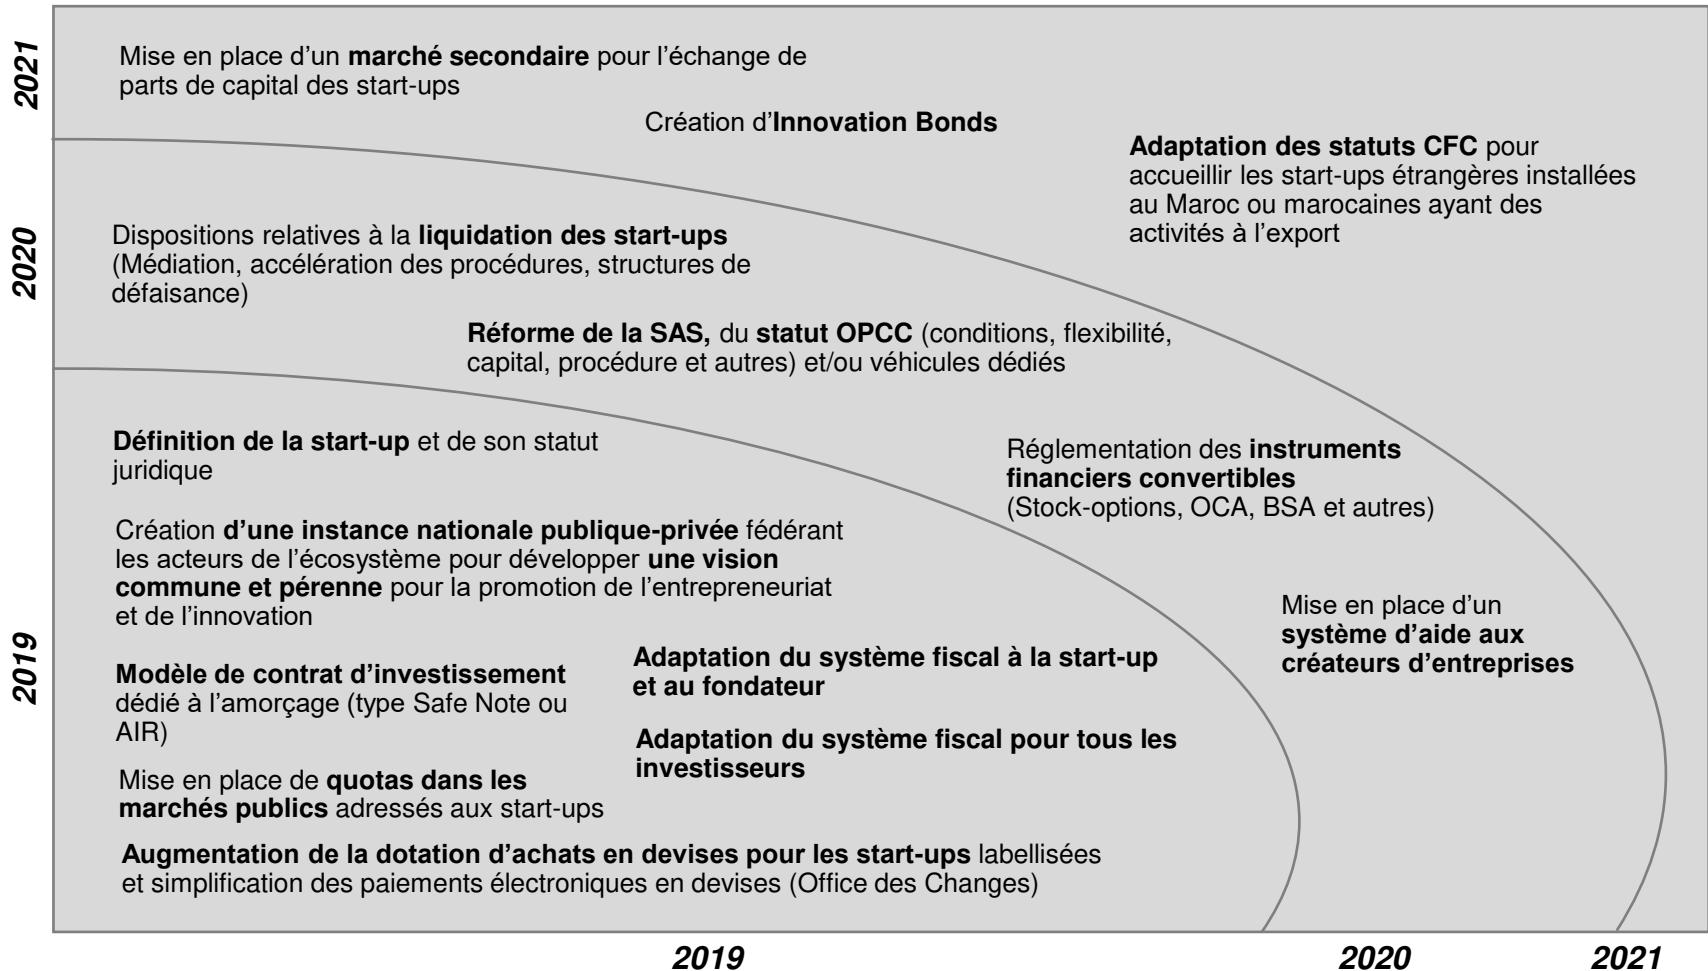 2021
Mise en place d’un marché secondaire pour l’échange de
parts de capital des start-ups
Création d’Innovation Bonds
Adaptation des statuts CFC pour
accueillir les start-ups étrangères installées
au Maroc ou marocaines ayant des
activités à l’export
2020
Dispositions relatives à la liquidation des start-ups
(Médiation, accélération des procédures, structures de
défaisance)
Réforme de la SAS, du statut OPCC (conditions, flexibilité,
capital, procédure et autres) et/ou véhicules dédiés
Réglementation des instruments
financiers convertibles
(Stock-options, OCA, BSA et autres)
Mise en place d’un
système d’aide aux
créateurs d’entreprises
2019
Définition de la start-up et de son statut
juridique
Création d’une instance nationale publique-privée fédérant
les acteurs de l’écosystème pour développer une vision
commune et pérenne pour la promotion de l’entrepreneuriat
et de l’innovation
Modèle de contrat d’investissement
dédié à l’amorçage (type Safe Note ou
AIR)
Adaptation du système fiscal à la start-up
et au fondateur
Adaptation du système fiscal pour tous les
investisseurs
Mise en place de quotas dans les
marchés publics adressés aux start-ups
Augmentation de la dotation d’achats en devises pour les start-ups labellisées
et simplification des paiements électroniques en devises (Office des Changes)
2019
2020
2021